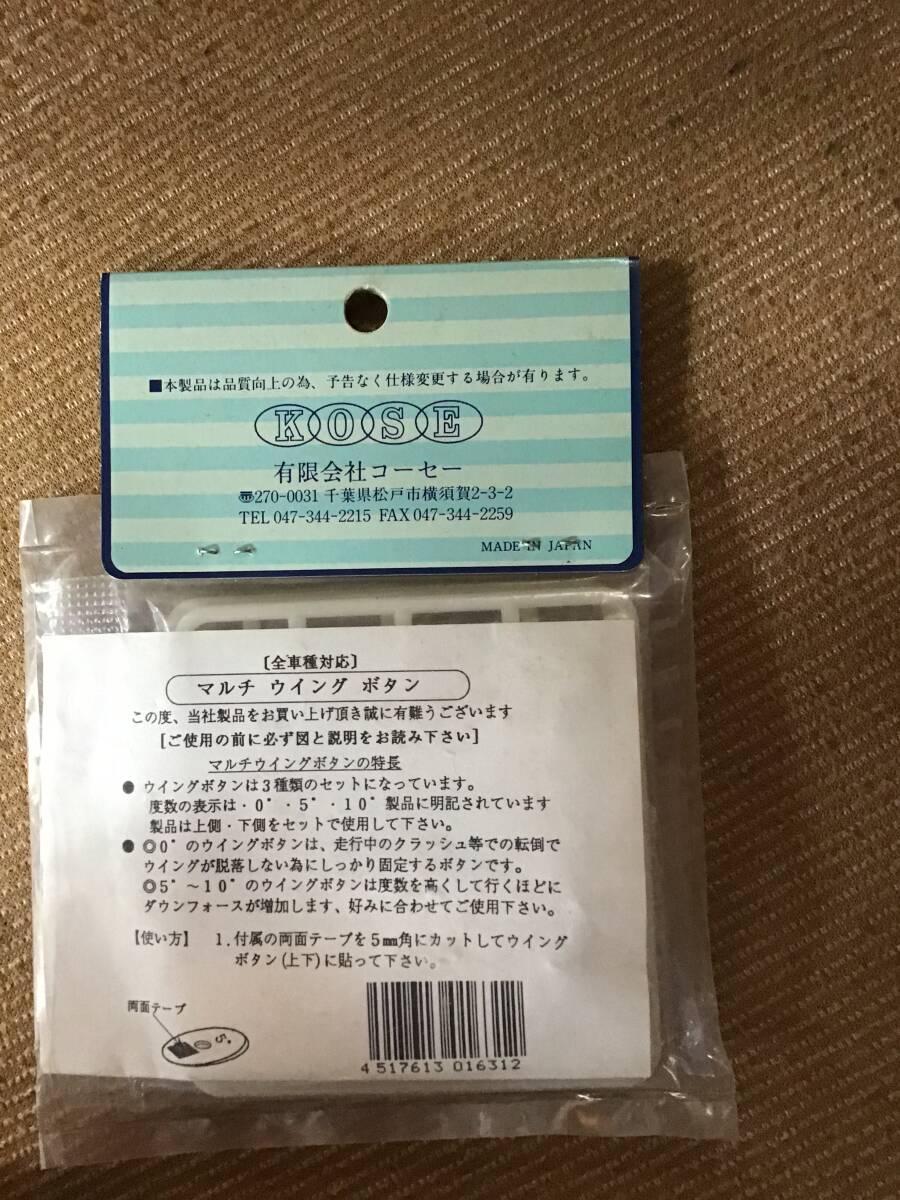 ■本製品は品質向上の為、予告なく仕様変更する場合が有ります。
KOSE
有限会社コーセー
〠270-0031 千葉県松戸市横須賀2-3-2
TEL 047-344-2215 FAX 047-344-2259
MADE IN JAPAN
〔全車種対応〕
マルチ ウイング ボタン
この度、当社製品をお買い上げ頂き誠に有難うございます
[ご使用の前に必ず図と説明をお読み下さい]
マルチウイングボタンの特長
● ウイングボタンは3種類のセットになっています。
度数の表示は・0°・5°・10°製品に明記されています
製品は上側・下側をセットで使用して下さい。
● ◎0°のウイングボタンは、走行中のクラッシュ等での転倒で
ウイングが脱落しない為にしっかり固定するボタンです。
◎5°～10°のウイングボタンは度数を高くして行くほどに
ダウンフォースが増加します、好みに合わせてご使用下さい。
【使い方】 1.付属の両面テープを5㎜角にカットしてウイング
ボタン(上下)に貼って下さい。
両面テープ
5°
4 517613 016312